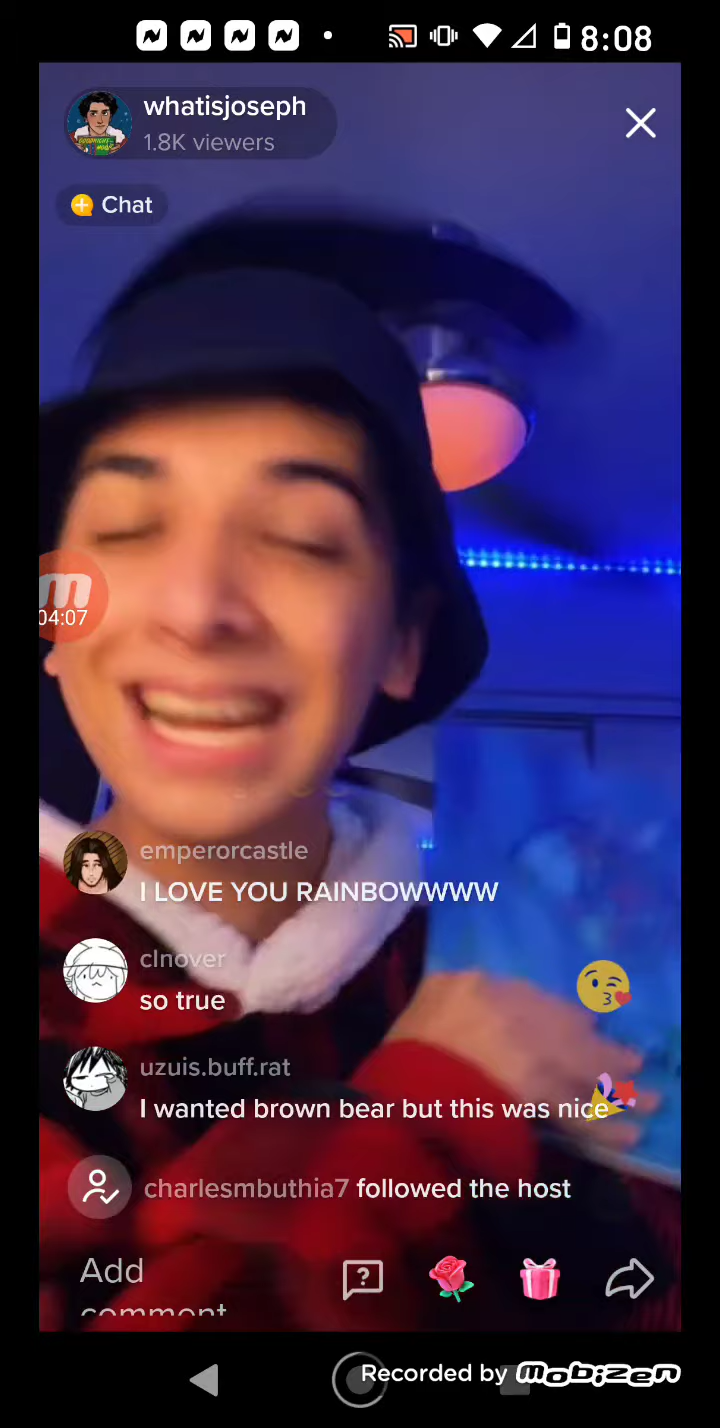 8:08
whatisjoseph
1.8K viewers
Chat
04:07
emperorcastle
I LOVE YOU RAINBOWWWW
clnover
so true
uzuis.buff.rat
I wanted brown bear but this was nice
charlesmbuthia7 followed the host
Add
comment
Recorded by mobizen